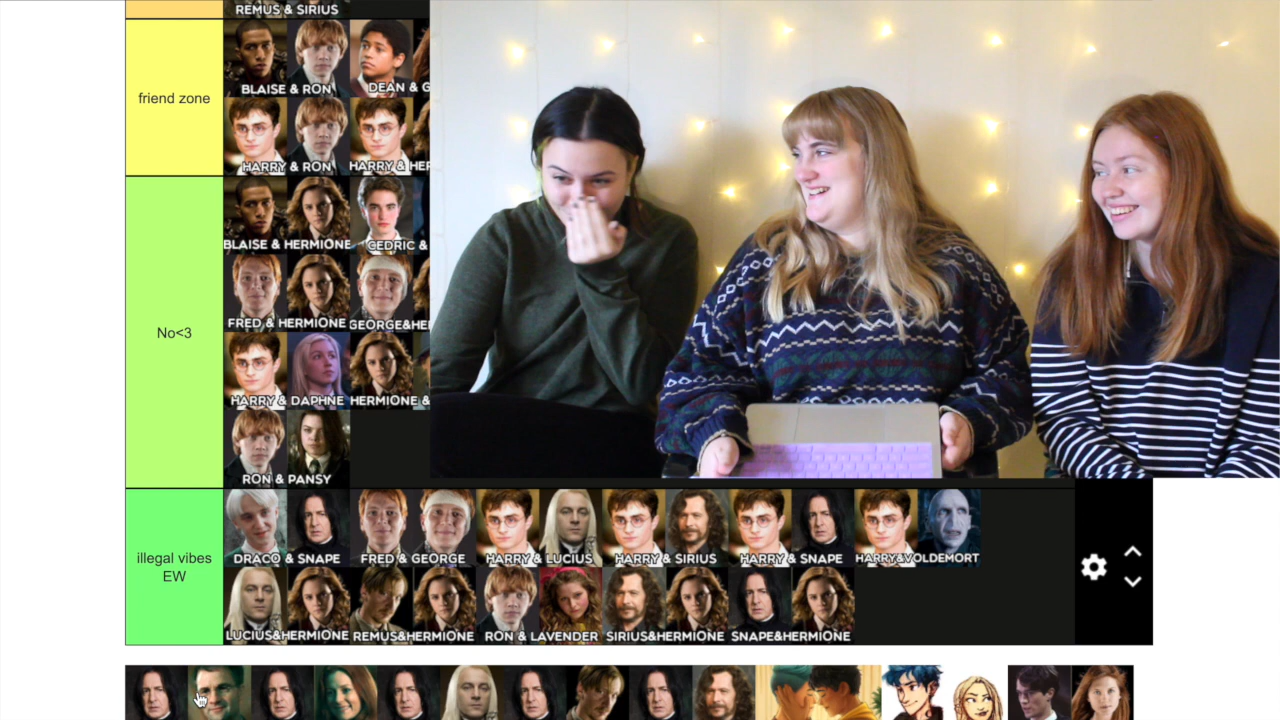 REMUS & SIRIUS
friend zone
BLAISE & RON
DEAN & G
HARRY & RON
HARRY & HER
No<3
BLAISE & HERMIONE
CEDRIC &
FRED & HERMIONE
GEORGE&HE
HARRY & DAPHNE
HERMIONE &
RON & PANSY
illegal vibes
EW
DRACO & SNAPE
FRED & GEORGE
HARRY & LUCIUS
HARRY & SIRIUS
HARRY & SNAPE
HARRY&VOLDEMORT
LUCIUS&HERMIONE
REMUS&HERMIONE
RON & LAVENDER
SIRIUS&HERMIONE
SNAPE&HERMIONE